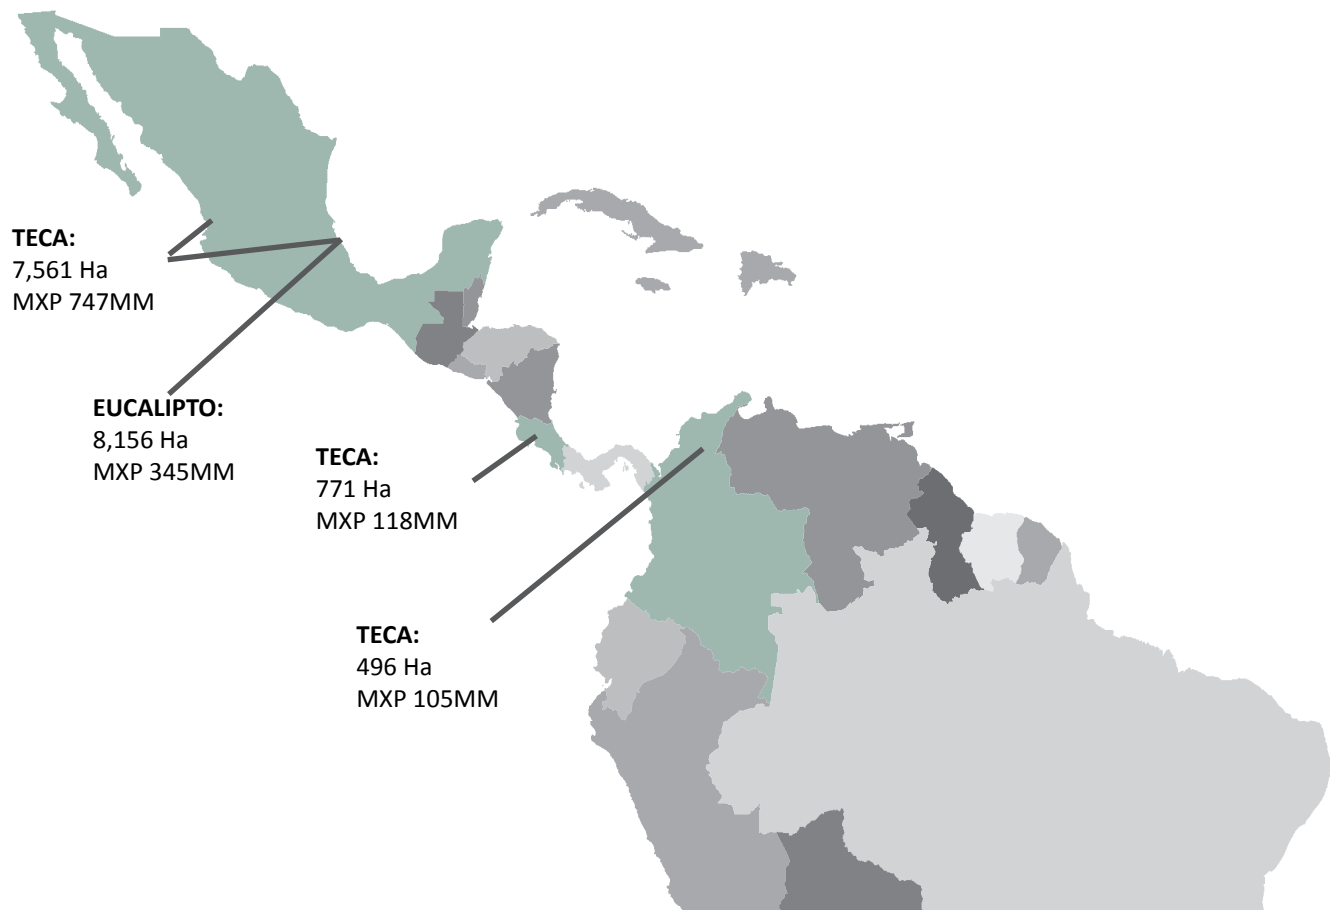 TECA:
7,561 Ha
MXP 747MM
EUCALIPTO:
8,156 Ha
MXP 345MM
TECA:
771 Ha
MXP 118MM
TECA:
496 Ha
MXP 105MM